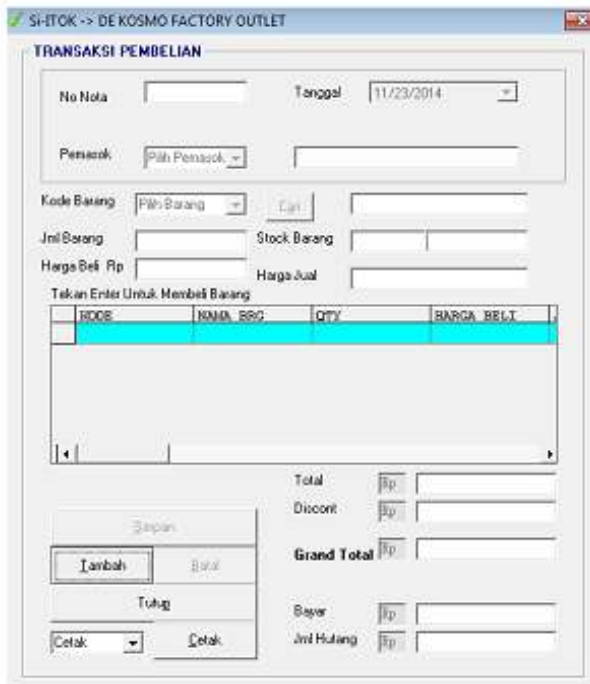 Si-ITOK -> DE KOSMO FACTORY OUTLET
TRANSAKSI PEMBELIAN
No Nota
Tanggal 11/23/2014
Pemasok Pilih Pemasok
Kode Barang Pilih Barang Cari
Jml Barang Stock Barang
Harga Beli Rp
Harga Jual
Tekan Enter Untuk Membeli Barang
KODE NAMA BRG QTY HARGA BELI
Total Rp
Discont Rp
Simpan
Grand Total Rp
Tambah Batal
Tutup
Bayar Rp
Cetak Cetak Jml Hutang Rp